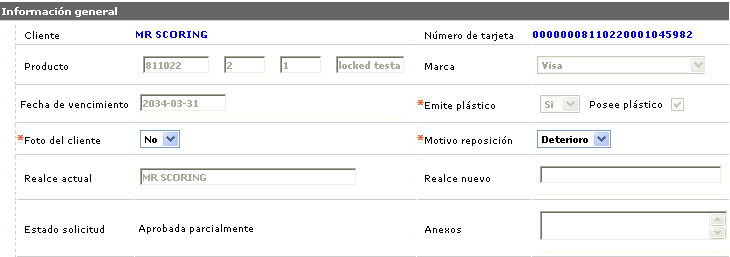 Información general
Cliente MR SCORING Número de tarjeta 00000008110220001045982
Producto 811022 2 1 locked testa Marca Visa
Fecha de vencimiento 2034-03-31 *Emite plástico Si Posee plástico
*Foto del cliente No *Motivo reposición Deterioro
Realce actual MR SCORING Realce nuevo
Estado solicitud Aprobada parcialmente Anexos